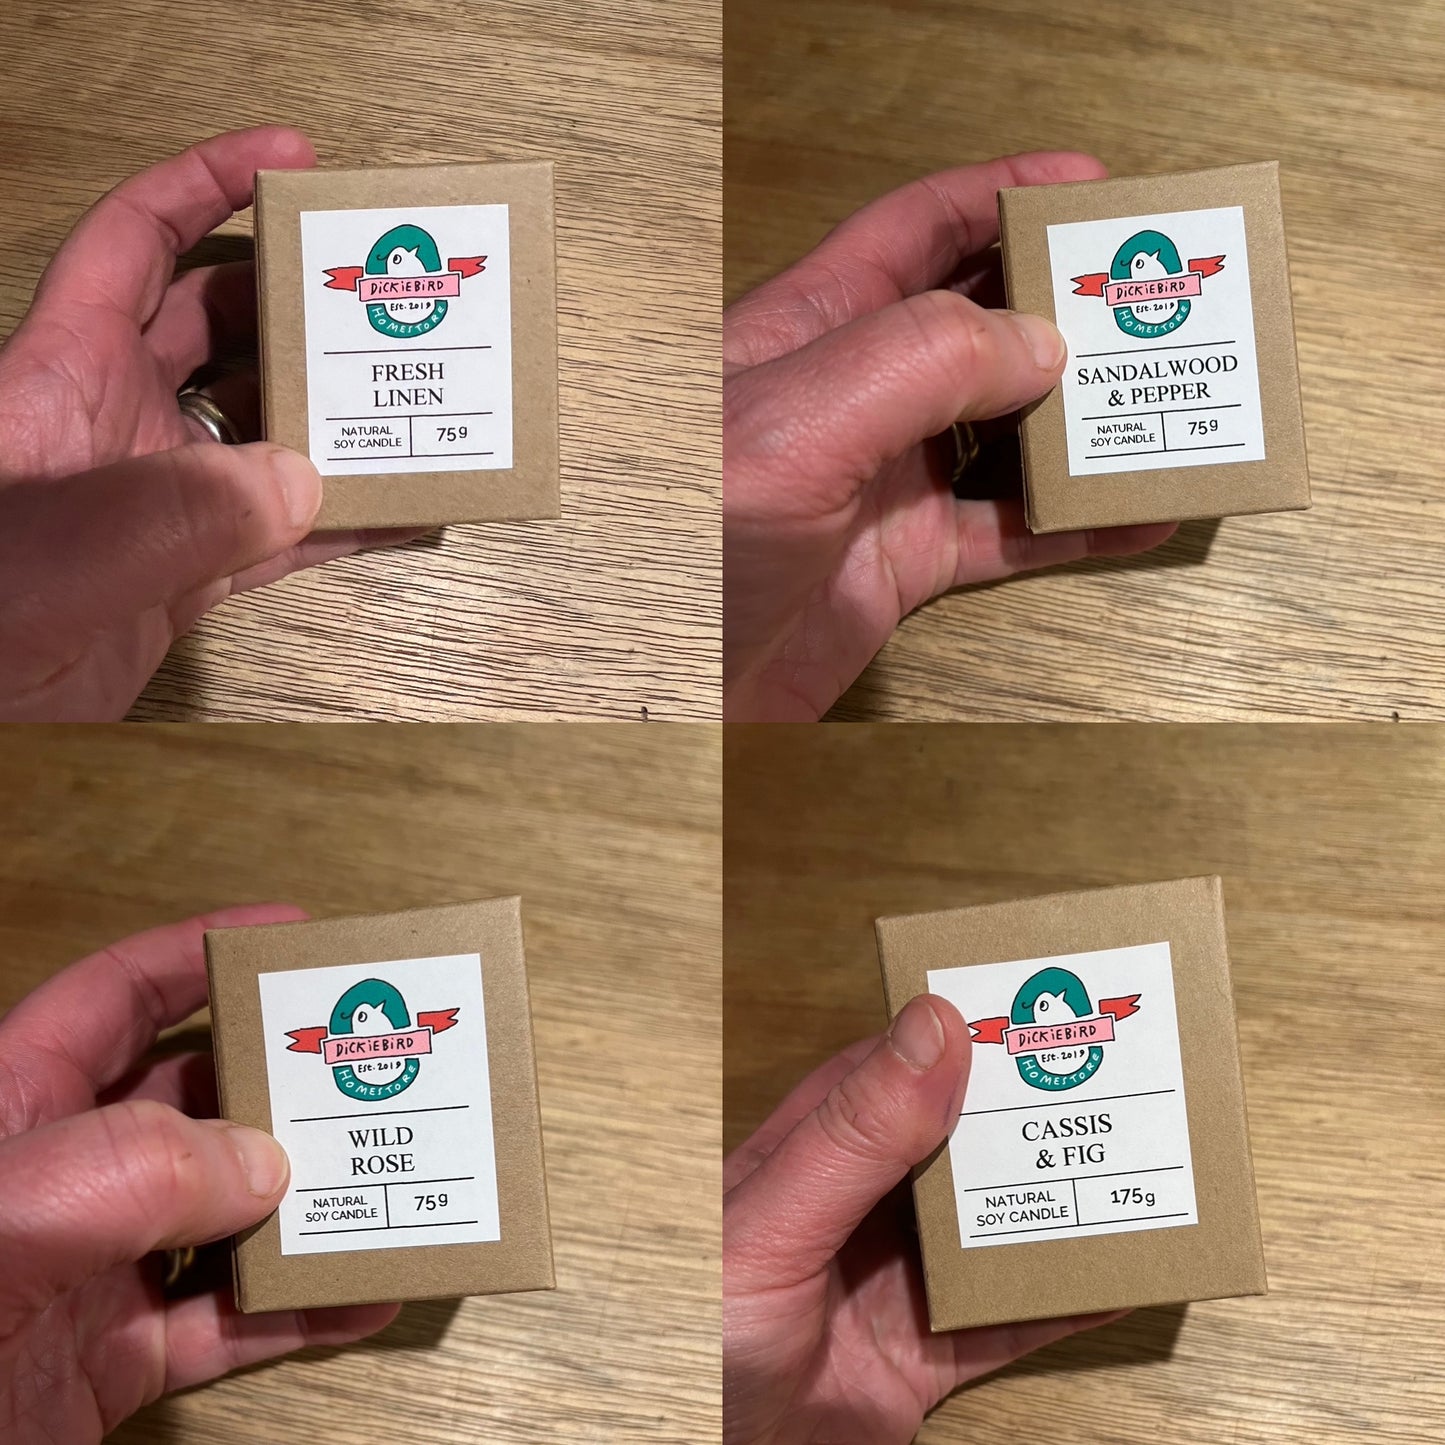 DiCKiEBiRD
Est. 2019
HOMESTORE
FRESH
LINEN
NATURAL
SOY CANDLE
75g
DiCKiEBiRD
Est. 2019
HOMESTORE
SANDALWOOD
& PEPPER
NATURAL
SOY CANDLE
75g
DiCKiEBiRD
Est. 2019
HOMESTORE
WILD
ROSE
NATURAL
SOY CANDLE
75g
DiCKiEBiRD
Est. 2019
HOMESTORE
CASSIS
& FIG
NATURAL
SOY CANDLE
175g